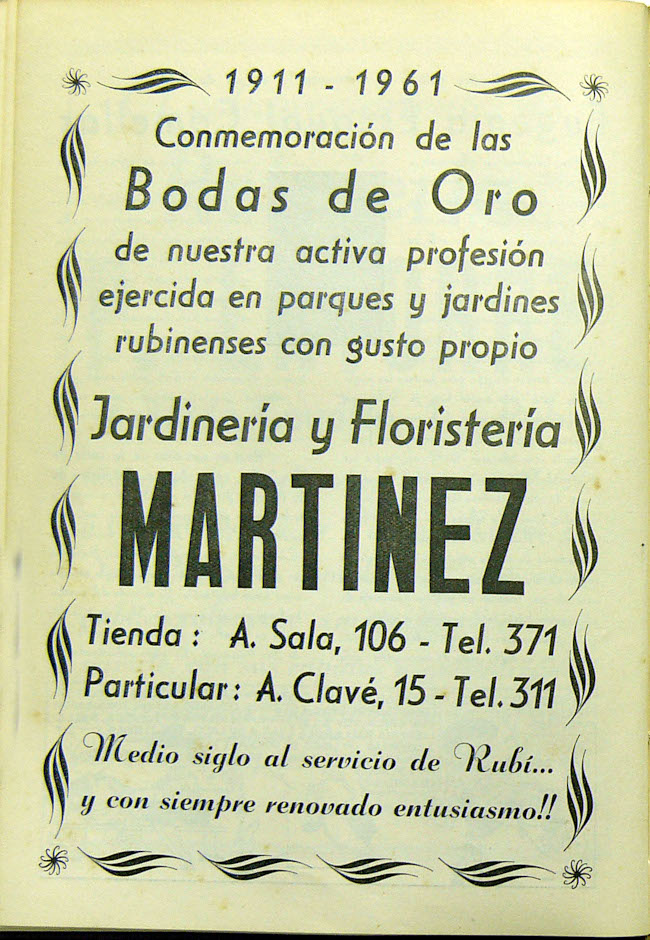 1911 - 1961
Conmemoración de las
Bodas de Oro
de nuestra activa profesión
ejercida en parques y jardines
rubinenses con gusto propio
Jardinería y Floristería
MARTINEZ
Tienda : A. Sala, 106 - Tel. 371
Particular : A. Clavé, 15 - Tel. 311
Medio siglo al servicio de Rubí...
y con siempre renovado entusiasmo!!